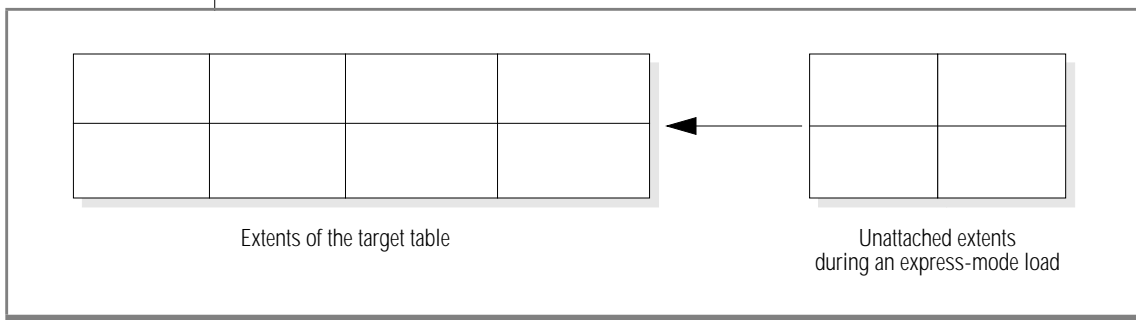 Extents of the target table
Unattached extents
during an express-mode load